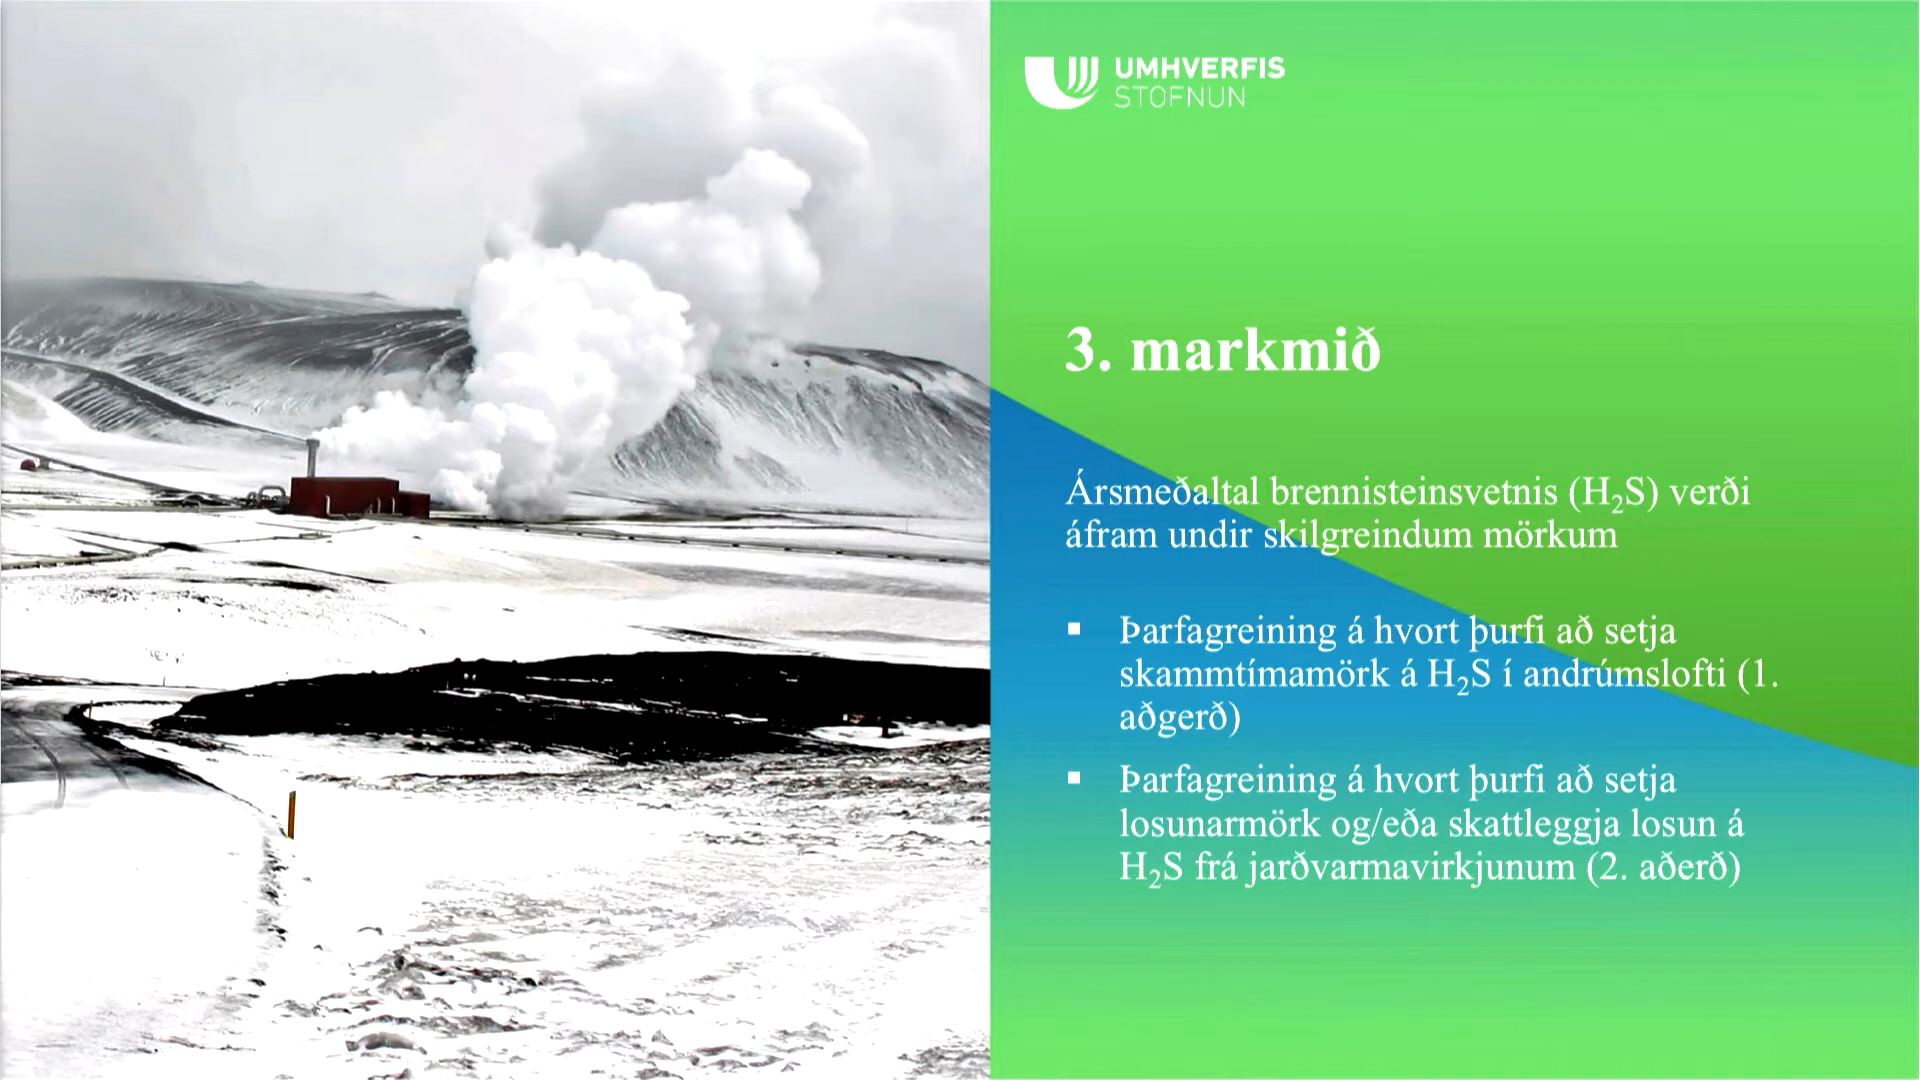 UMHVERFIS
STOFNUN
3. markmið
Ársmeðaltal brennisteinsvetnis (H₂S) verði
áfram undir skilgreindum mörkum
▪ Þarfagreining á hvort þurfi að setja
skammtímamörk á H₂S í andrúmslofti (1.
aðgerð)
▪ Þarfagreining á hvort þurfi að setja
losunarmörk og/eða skattleggja losun á
H₂S frá jarðvarmavirkjunum (2. aðerð)